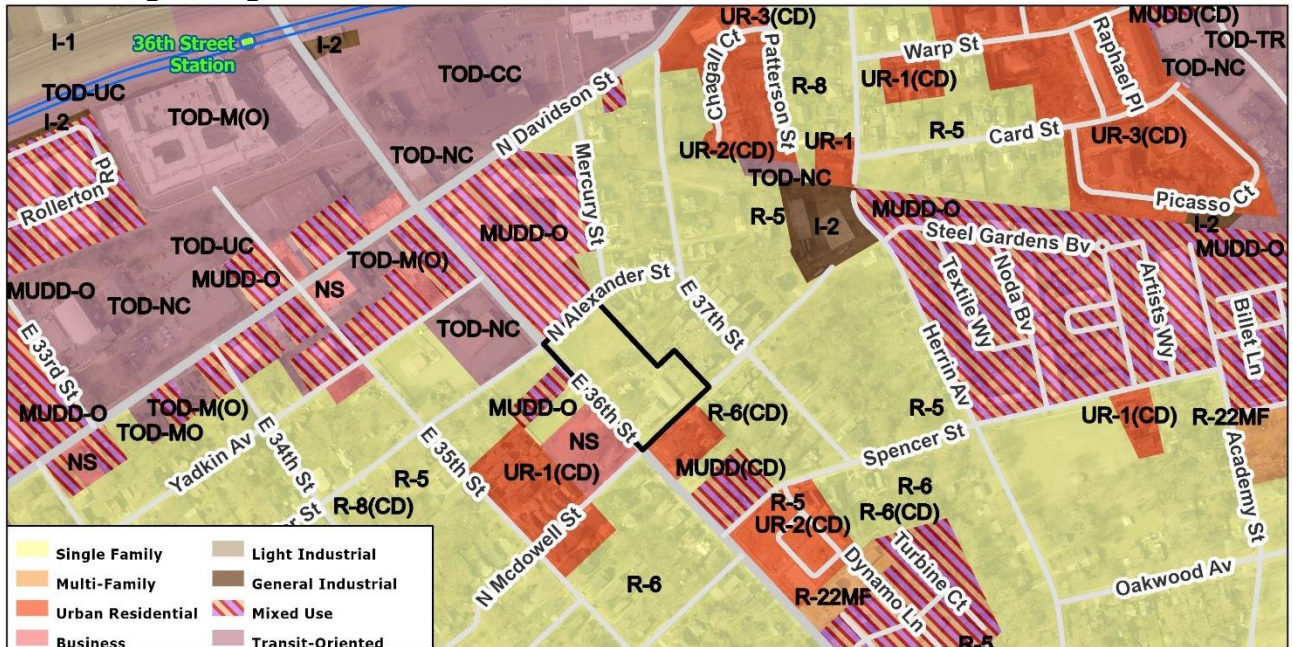 I-1
36th Street
Station
I-2
TOD-UC
TOD-M(O)
I-2
Rollerton Rd
TOD-CC
N Davidson St
TOD-NC
Mercury St
UR-3(CD)
Chagall Ct
Patterson St
R-8
UR-2(CD)
UR-1
TOD-NC
R-5
I-2
Warp St
UR-1(CD)
R-5
Card St
MUDD(CD)
TOD-TR
TOD-NC
Raphael Pl
UR-3(CD)
Picasso Ct
I-2
MUDD-O
MUDD-O
Steel Gardens Bv
Textile Wy
Noda Bv
Artists Wy
Billet Ln
TOD-UC
MUDD-O
TOD-M(O)
MUDD-O
NS
MUDD-O
TOD-NC
E 33rd St
TOD-NC
N Alexander St
E 37th St
Herrin Av
MUDD-O
TOD-M(O)
TOD-MO
NS
Yadkin Av
E 34th St
E 35th St
MUDD-O
E 36th St
NS
UR-1(CD)
R-6(CD)
MUDD(CD)
R-5
Spencer St
UR-1(CD)
R-22MF
Academy St
R-5
R-8(CD)
er St
N Mcdowell St
R-6
R-5
UR-2(CD)
R-6
R-6(CD)
Turbine Ct
Dynamo Ln
R-22MF
R-5
Oakwood Av
Single Family
Light Industrial
Multi-Family
General Industrial
Urban Residential
Mixed Use
Business
Transit-Oriented